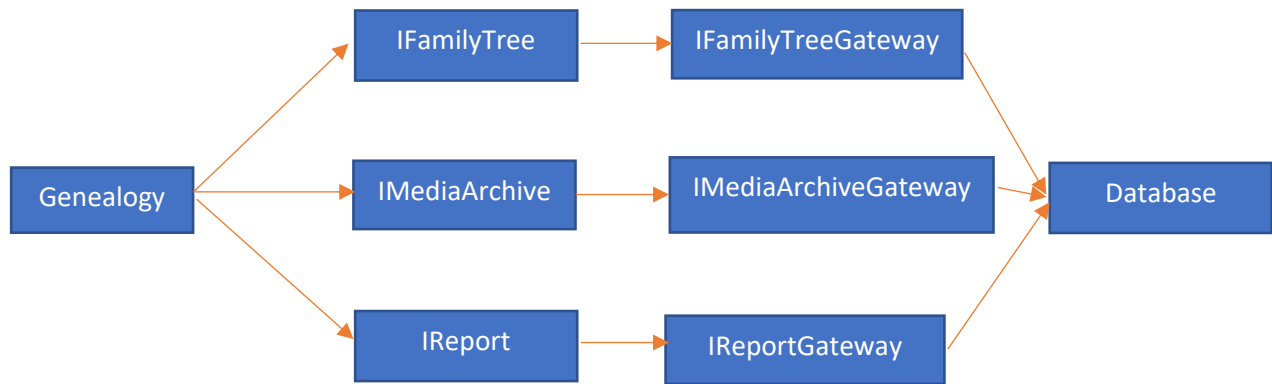 IFamilyTree
IFamilyTreeGateway
Genealogy
IMediaArchive
IMediaArchiveGateway
Database
IReport
IReportGateway